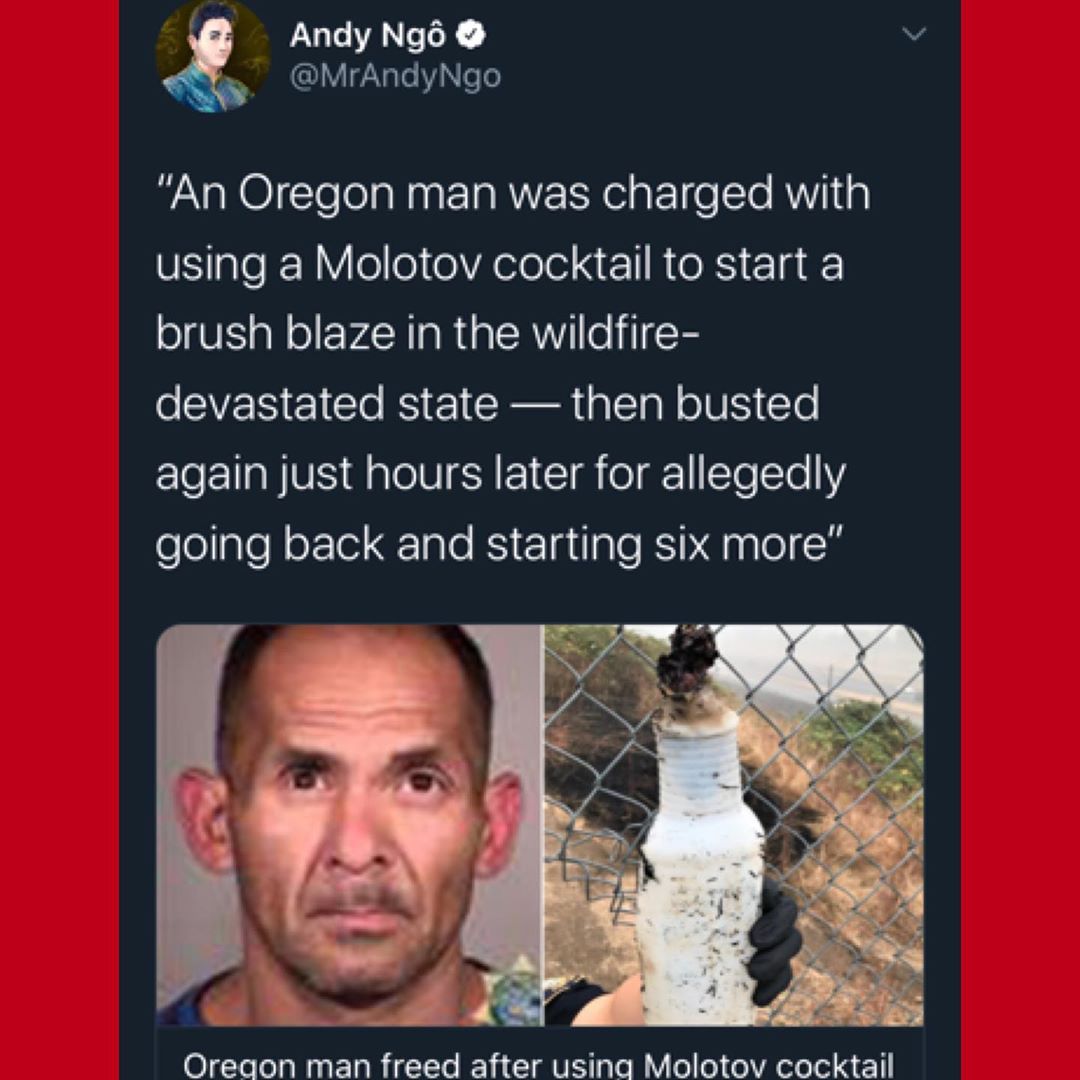 Andy Ngô
@MrAndyNgo
"An Oregon man was charged with
using a Molotov cocktail to start a
brush blaze in the wildfire-
devastated state — then busted
again just hours later for allegedly
going back and starting six more"
Oregon man freed after using Molotov cocktail